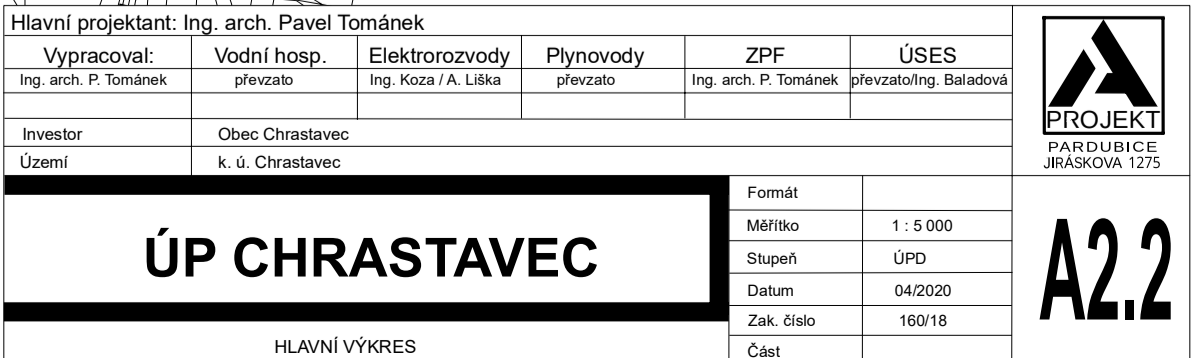 Hlavní projektant: Ing. arch. Pavel Tománek
Vypracoval: Vodní hosp. Elektrorozvody Plynovody ZPF ÚSES
Ing. arch. P. Tománek převzato Ing. Koza / A. Liška převzato Ing. arch. P. Tománek převzato/Ing. Baladová
Investor Obec Chrastavec
Území k. ú. Chrastavec
A PROJEKT
PARDUBICE
JIRÁSKOVA 1275
ÚP CHRASTAVEC
HLAVNÍ VÝKRES
Formát
Měřítko 1 : 5 000
Stupeň ÚPD
Datum 04/2020
Zak. číslo 160/18
Část
A2.2